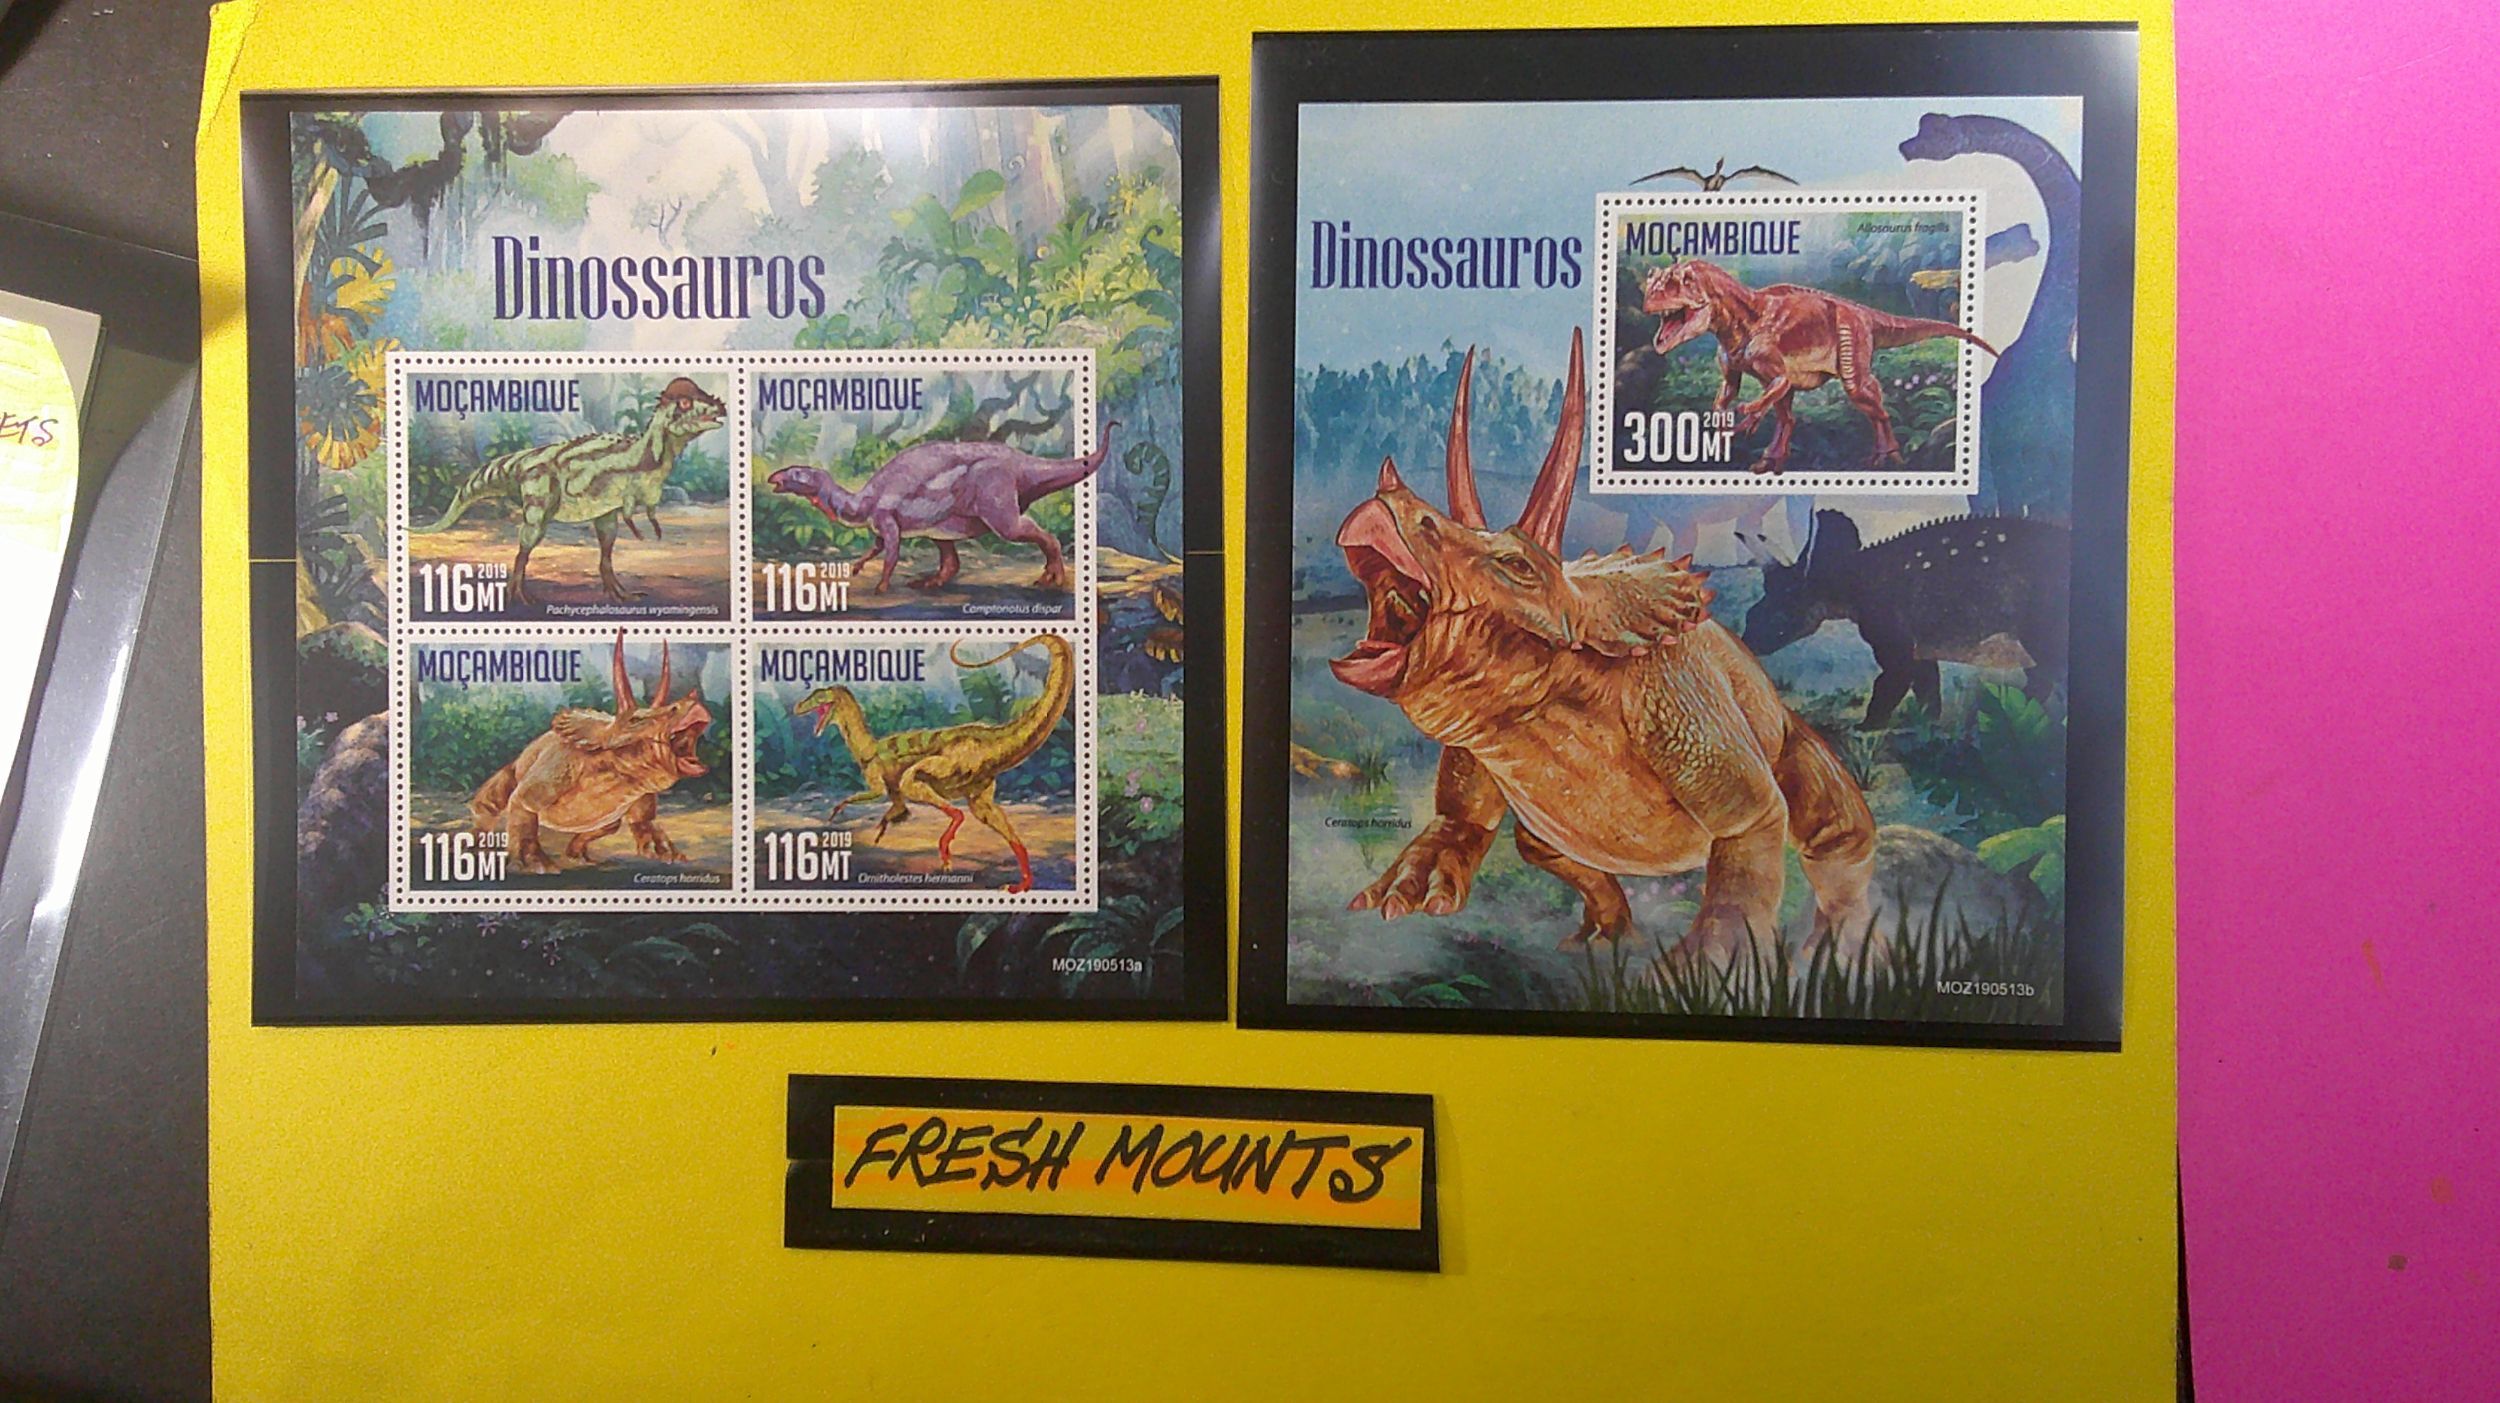 ETS
Dinossauros
MOÇAMBIQUE
116 2019 MT
Pachycephalosaurus wyomingensis
MOÇAMBIQUE
116 2019 MT
Camptonotus dispar
MOÇAMBIQUE
116 2019 MT
Ceratops horridus
MOÇAMBIQUE
116 2019 MT
Ornitholestes hermanni
MOZ190513a
Dinossauros
MOÇAMBIQUE
Allosaurus fragilis
300 2019 MT
Ceratops horridus
MOZ190513b
FRESH MOUNTS